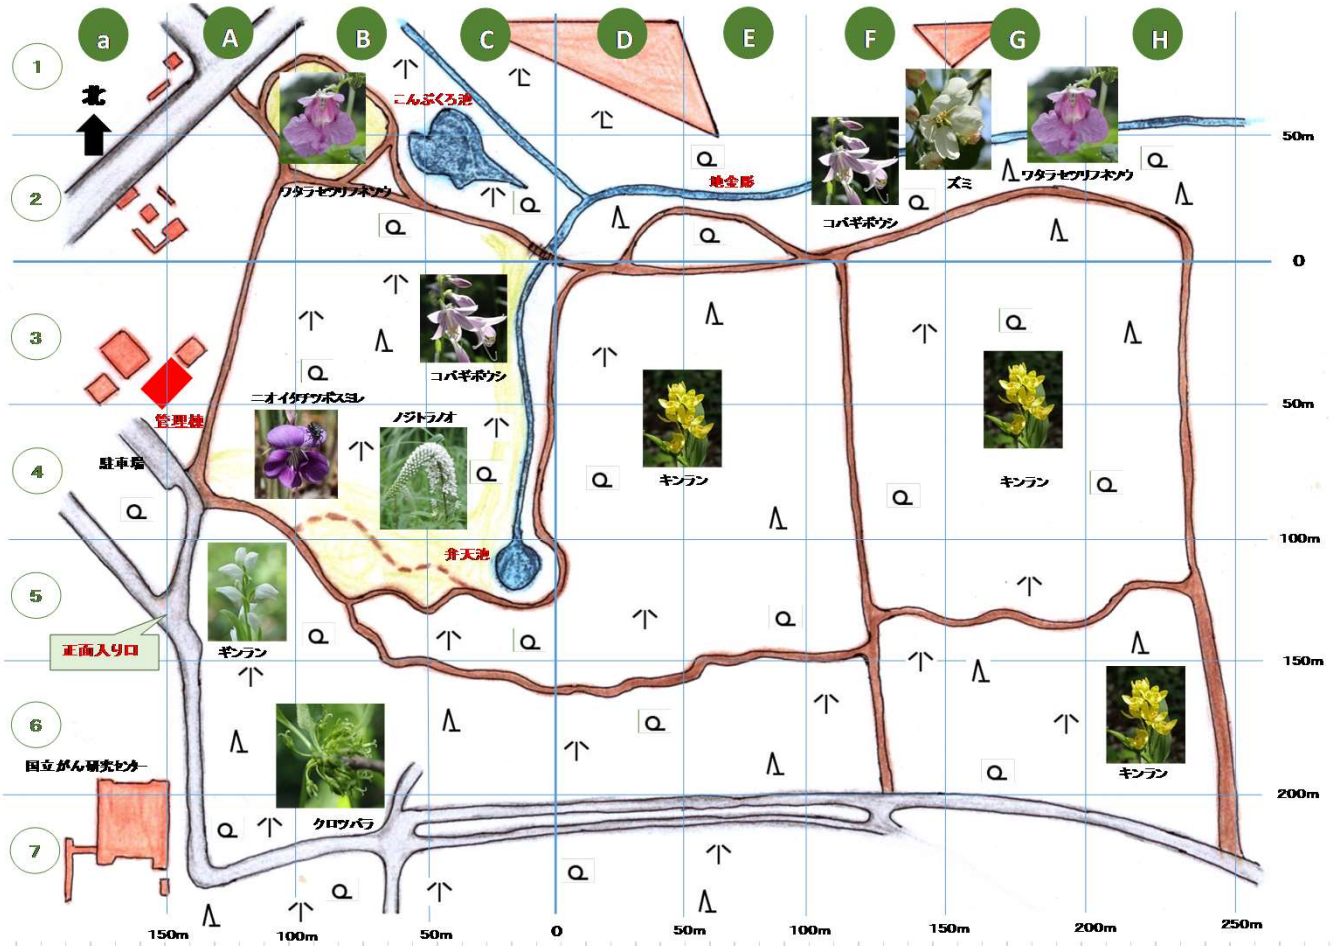 a A B C D E F G H
1
北
こんぶくろ池
50m
2
地金掘
ワタラセツリフネソウ
コバギボウシ
ズミ
ワタラセツリフネソウ
0
3
コバギボウシ
管理棟
ニオイタチツボスミレ
ノジトラノオ
50m
4
駐車場
キンラン
キンラン
100m
弁天池
5
正面入り口
ギンラン
150m
6
国立がん研究センター
キンラン
200m
クロツバラ
7
150m 100m 50m 0 50m 100m 150m 200m 250m